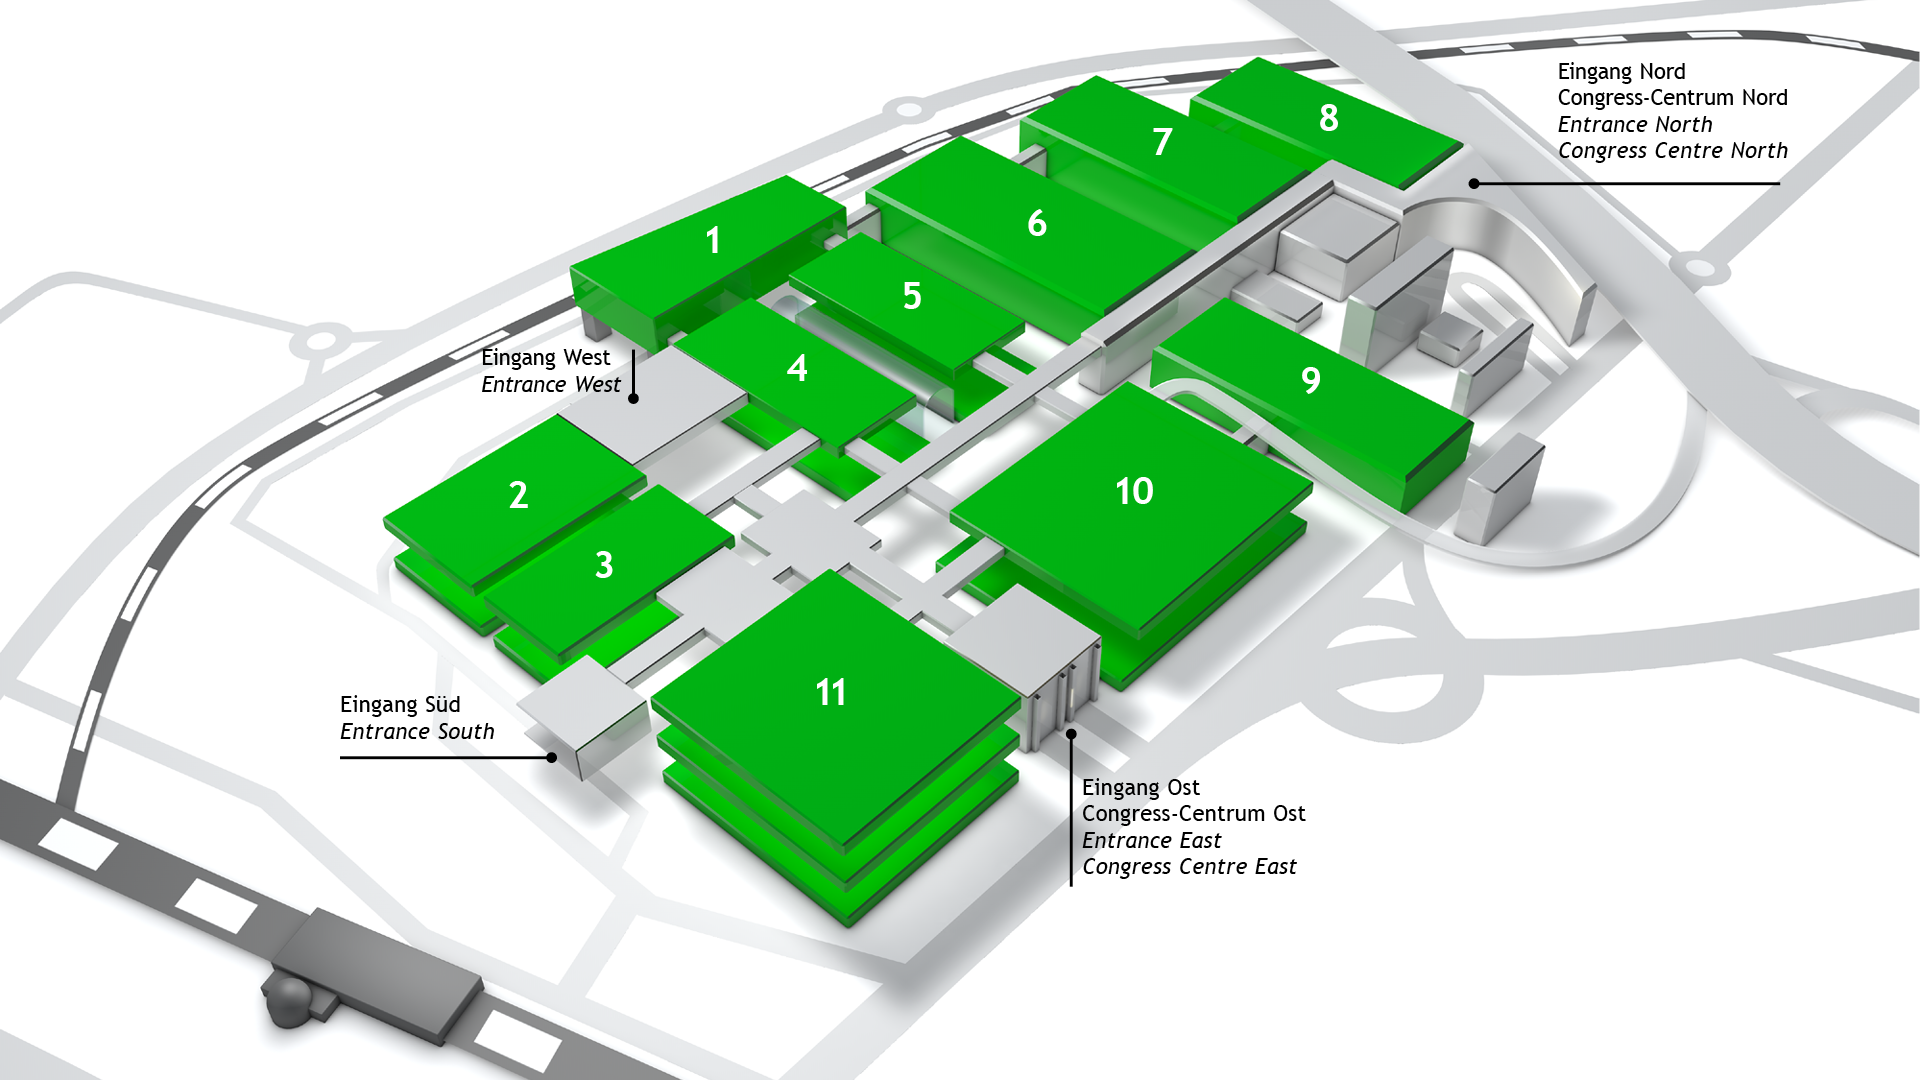 Eingang Nord
Congress-Centrum Nord
Entrance North
Congress Centre North
8
7
6
1
5
Eingang West
Entrance West
4
9
2
10
3
11
Eingang Süd
Entrance South
Eingang Ost
Congress-Centrum Ost
Entrance East
Congress Centre East